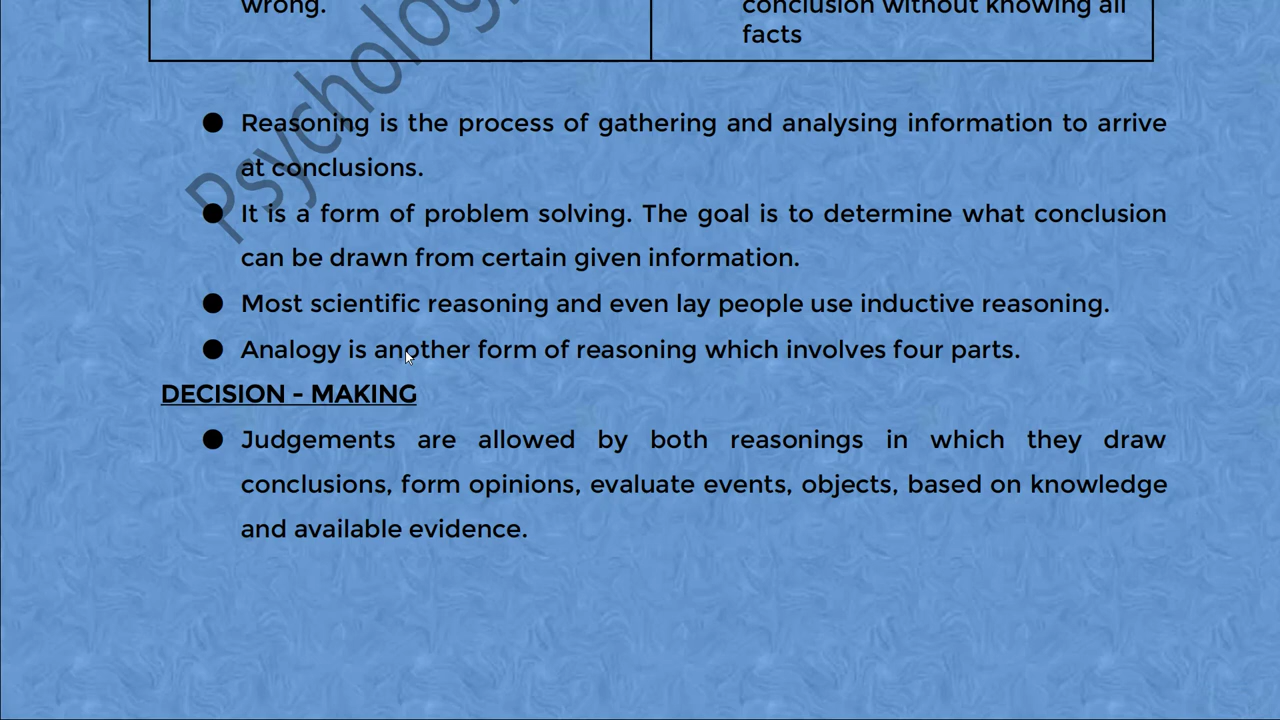 wrong.
conclusion without knowing all
facts
Psycholog
● Reasoning is the process of gathering and analysing information to arrive
at conclusions.
● It is a form of problem solving. The goal is to determine what conclusion
can be drawn from certain given information.
● Most scientific reasoning and even lay people use inductive reasoning.
● Analogy is another form of reasoning which involves four parts.
DECISION - MAKING
● Judgements are allowed by both reasonings in which they draw
conclusions, form opinions, evaluate events, objects, based on knowledge
and available evidence.